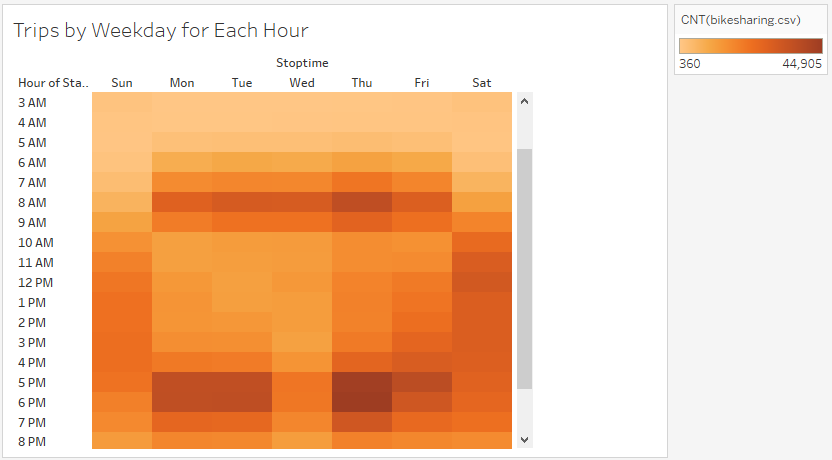 Trips by Weekday for Each Hour
CNT(bikesharing.csv)
360 44,905
Stoptime
Hour of Sta.. Sun Mon Tue Wed Thu Fri Sat
3 AM
4 AM
5 AM
6 AM
7 AM
8 AM
9 AM
10 AM
11 AM
12 PM
1 PM
2 PM
3 PM
4 PM
5 PM
6 PM
7 PM
8 PM